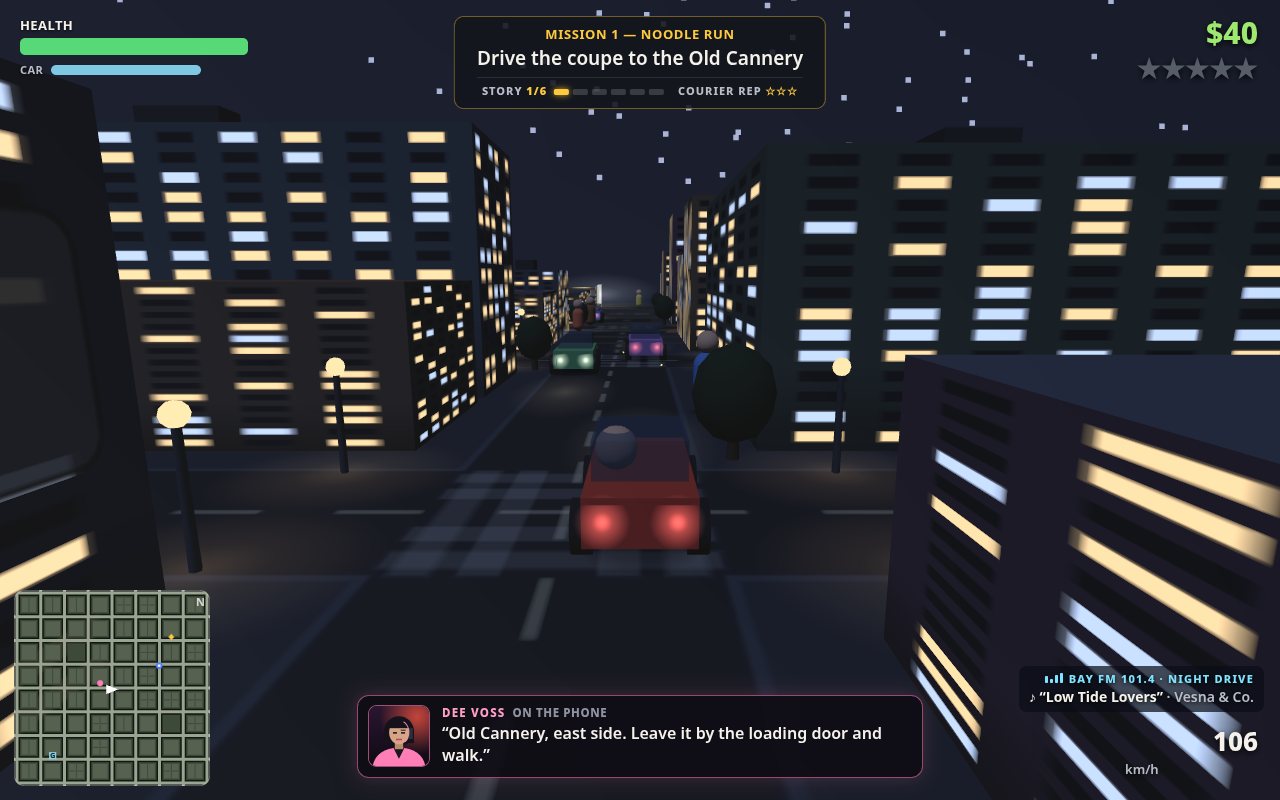 HEALTH
CAR
MISSION 1 — NOODLE RUN
Drive the coupe to the Old Cannery
STORY 1/6 COURIER REP ☆☆☆
$40
★★★★★
N
G
DEE VOSS ON THE PHONE
“Old Cannery, east side. Leave it by the loading door and
walk.”
BAY FM 101.4 · NIGHT DRIVE
♪ “Low Tide Lovers” · Vesna & Co.
106
km/h